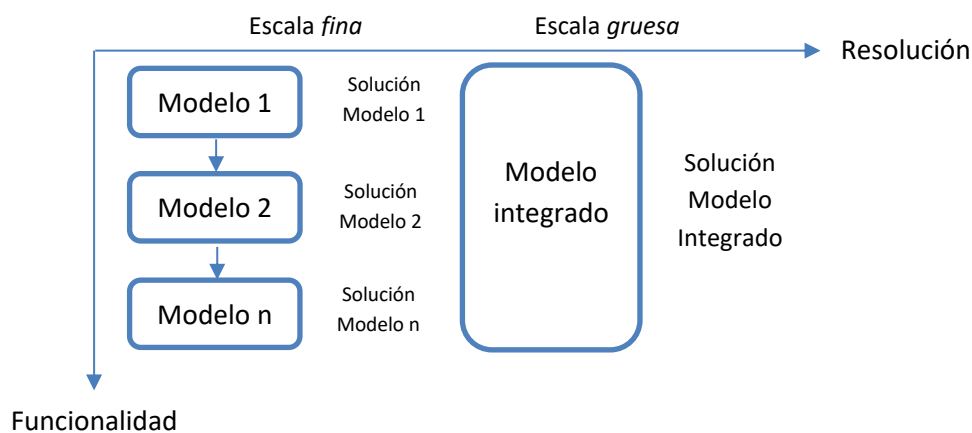 Escala fina
Escala gruesa
Resolución
Modelo 1
Solución
Modelo 1
Modelo 2
Solución
Modelo 2
Modelo n
Solución
Modelo n
Modelo
integrado
Solución
Modelo
Integrado
Funcionalidad